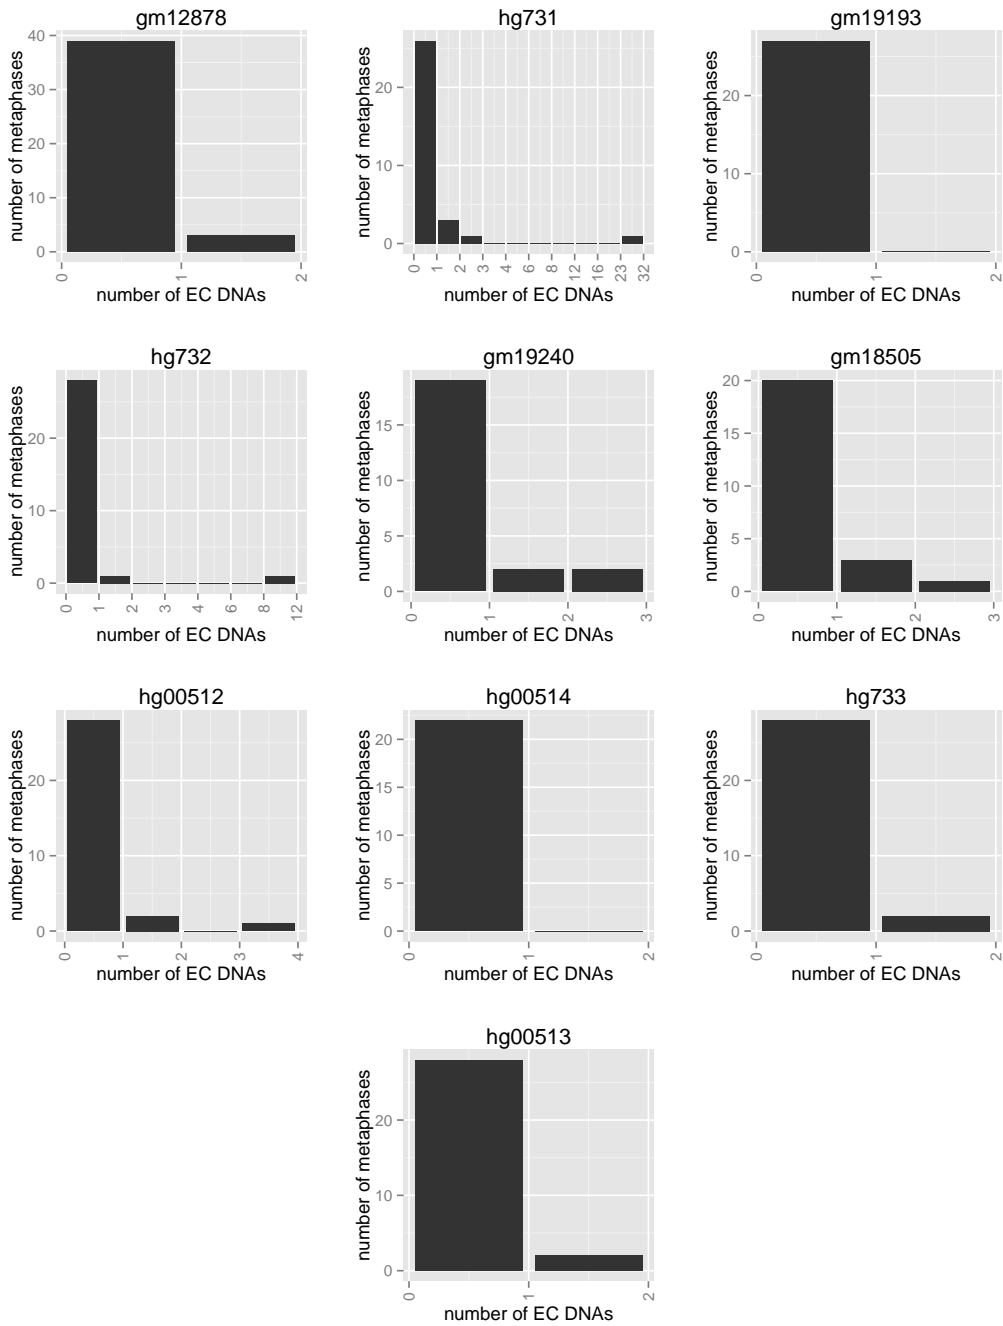 gm12878
hg731
gm19193
number of metaphases
40
30
20
10
0
0 1 2
number of EC DNAs
number of metaphases
20
10
0
0 1 2 3 4 6 8 12 16 23 32
number of EC DNAs
number of metaphases
20
10
0
0 1 2
number of EC DNAs
hg732
gm19240
gm18505
number of metaphases
20
10
0
0 1 2 3 4 6 8 12
number of EC DNAs
number of metaphases
15
10
5
0
0 1 2 3
number of EC DNAs
number of metaphases
20
15
10
5
0
0 1 2 3
number of EC DNAs
hg00512
hg00514
hg733
number of metaphases
20
10
0
0 1 2 3 4
number of EC DNAs
number of metaphases
20
15
10
5
0
0 1 2
number of EC DNAs
number of metaphases
20
10
0
0 1 2
number of EC DNAs
hg00513
number of metaphases
20
10
0
0 1 2
number of EC DNAs